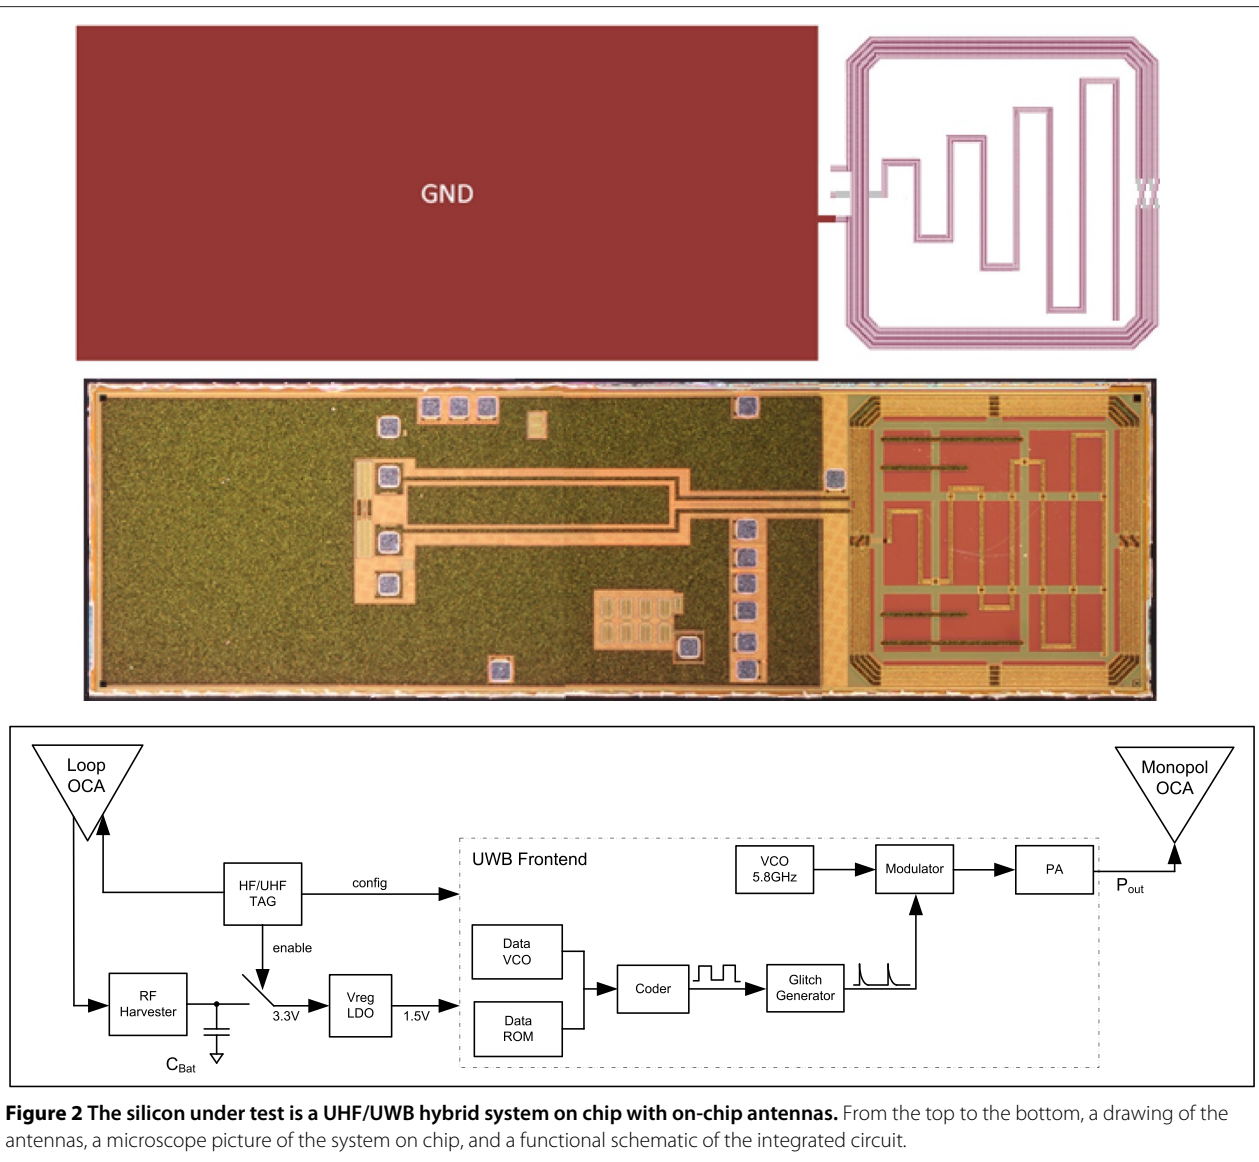 GND
Loop
OCA
Monopol
OCA
UWB Frontend
VCO
5.8GHz
Modulator
PA
Pout
HF/UHF
TAG
config
enable
Data
VCO
Coder
Glitch
Generator
RF
Harvester
3.3V
Vreg
LDO
1.5V
Data
ROM
CBat
Figure 2 The silicon under test is a UHF/UWB hybrid system on chip with on-chip antennas. From the top to the bottom, a drawing of the
antennas, a microscope picture of the system on chip, and a functional schematic of the integrated circuit.